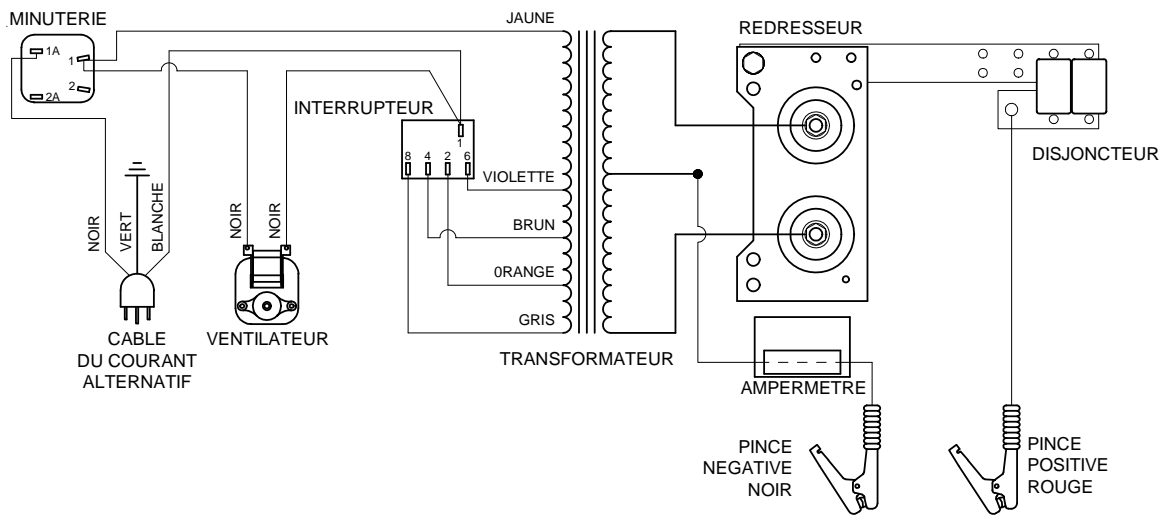 MINUTERIE
1A
1
2
2A
JAUNE
REDRESSEUR
INTERRUPTEUR
1
8 4 2 6
DISJONCTEUR
VIOLETTE
BRUN
0RANGE
GRIS
NOIR
VERT
BLANCHE
NOIR
NOIR
CABLE
DU COURANT
ALTERNATIF
VENTILATEUR
TRANSFORMATEUR
AMPERMETRE
PINCE
NEGATIVE
NOIR
PINCE
POSITIVE
ROUGE